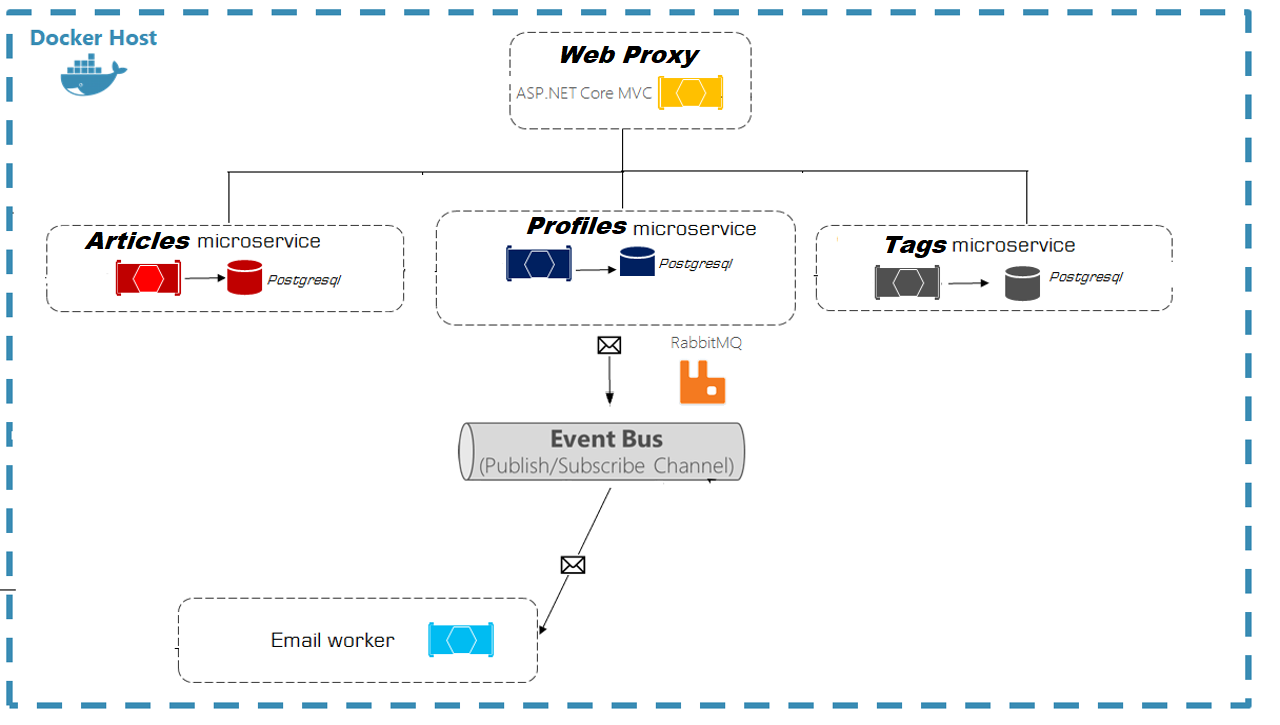 Docker Host
Web Proxy
ASP.NET Core MVC
Articles microservice
Postgresql
Profiles microservice
Postgresql
Tags microservice
Postgresql
RabbitMQ
Event Bus
(Publish/Subscribe Channel)
Email worker